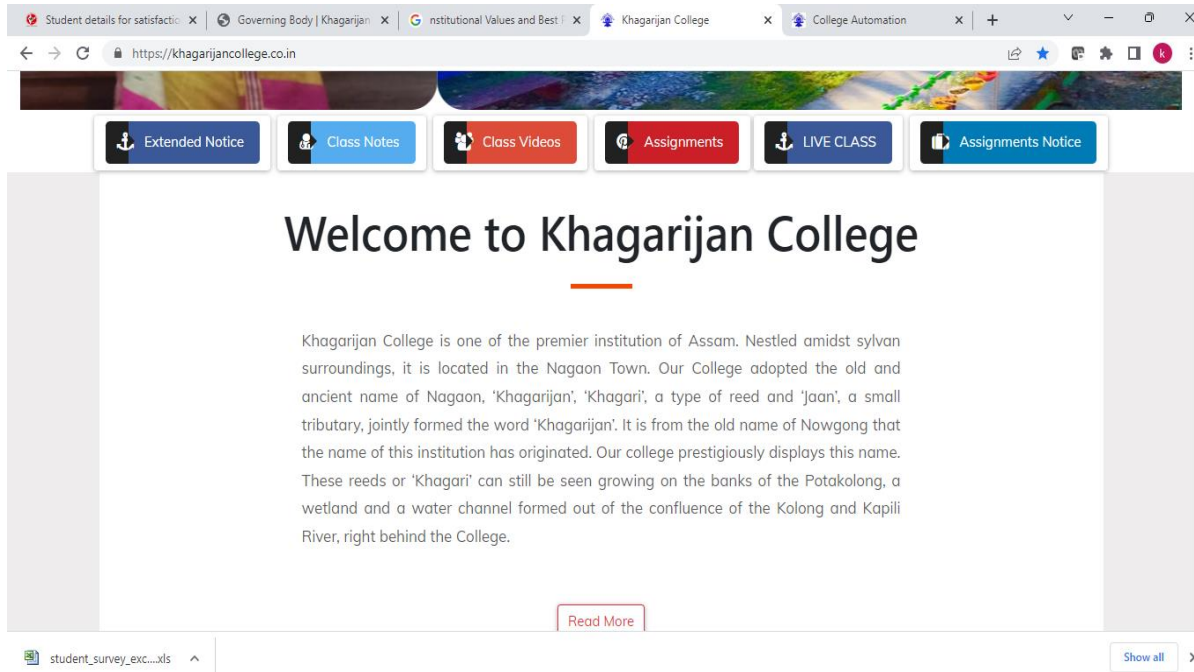 Student details for satisfactio
Governing Body | Khagarijan
nstitutional Values and Best P
Khagarijan College
College Automation
https://khagarijancollege.co.in
k
Extended Notice
Class Notes
Class Videos
Assignments
LIVE CLASS
Assignments Notice
Welcome to Khagarijan College
Khagarijan College is one of the premier institution of Assam. Nestled amidst sylvan
surroundings, it is located in the Nagaon Town. Our College adopted the old and
ancient name of Nagaon, ‘Khagarijan’, ‘Khagari’, a type of reed and ‘Jaan’, a small
tributary, jointly formed the word ‘Khagarijan’. It is from the old name of Nowgong that
the name of this institution has originated. Our college prestigiously displays this name.
These reeds or ‘Khagari’ can still be seen growing on the banks of the Potakolong, a
wetland and a water channel formed out of the confluence of the Kolong and Kapili
River, right behind the College.
Read More
student_survey_exc....xls
Show all